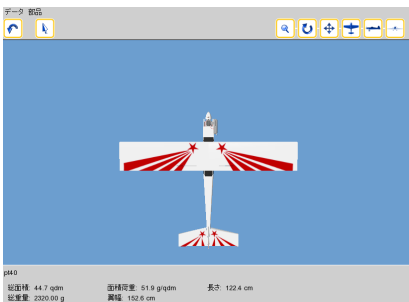 データ 部品
pt40
総面積: 44.7 qdm 面積荷重: 51.9 g/qdm 長さ: 122.4 cm
総重量: 2320.00 g 翼幅: 152.6 cm